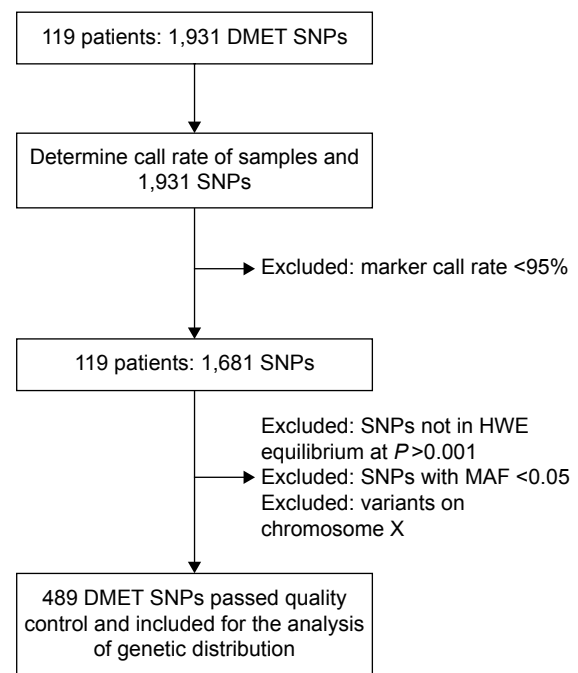 119 patients: 1,931 DMET SNPs
Determine call rate of samples and
1,931 SNPs
Excluded: marker call rate <95%
119 patients: 1,681 SNPs
Excluded: SNPs not in HWE
equilibrium at P>0.001
Excluded: SNPs with MAF <0.05
Excluded: variants on
chromosome X
489 DMET SNPs passed quality
control and included for the analysis
of genetic distribution